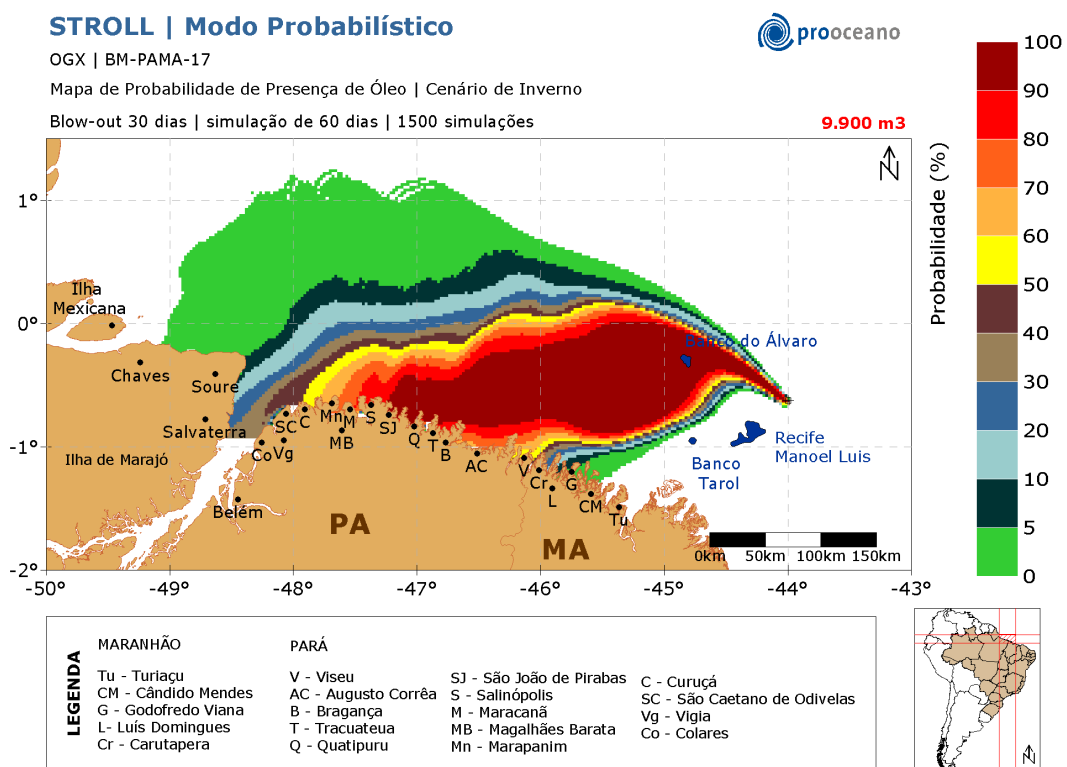 STROLL | Modo Probabilístico
prooceano
OGX | BM-PAMA-17
Mapa de Probabilidade de Presença de Óleo | Cenário de Inverno
Blow-out 30 dias | simulação de 60 dias | 1500 simulações
9.900 m3
N
Probabilidade (%)
100
90
80
70
60
50
40
30
20
10
5
0
1°
0°
-1°
-2°
-50
-49
-48
-47
-46
-45
-44
-43
Ilha
Mexicana
Chaves
Soure
Salvaterra
Ilha de Marajó
Belém
Co
Vg
SC
C
Mn
M
MB
S
SJ
Q
T
B
AC
V
Cr
L
G
CM
Tu
PA
MA
Banco do Álvaro
Recife
Manoel Luis
Banco
Tarol
0km 50km 100km 150km
LEGENDA
MARANHÃO
Tu - Turiaçu
CM - Cândido Mendes
G - Godofredo Viana
L- Luís Domingues
Cr - Carutapera
PARÁ
V - Viseu
AC - Augusto Corrêa
B - Bragança
T - Tracuateua
Q - Quatipuru
SJ - São João de Pirabas
S - Salinópolis
M - Maracanã
MB - Magalhães Barata
Mn - Marapanim
C - Curuçá
SC - São Caetano de Odivelas
Vg - Vigia
Co - Colares
N